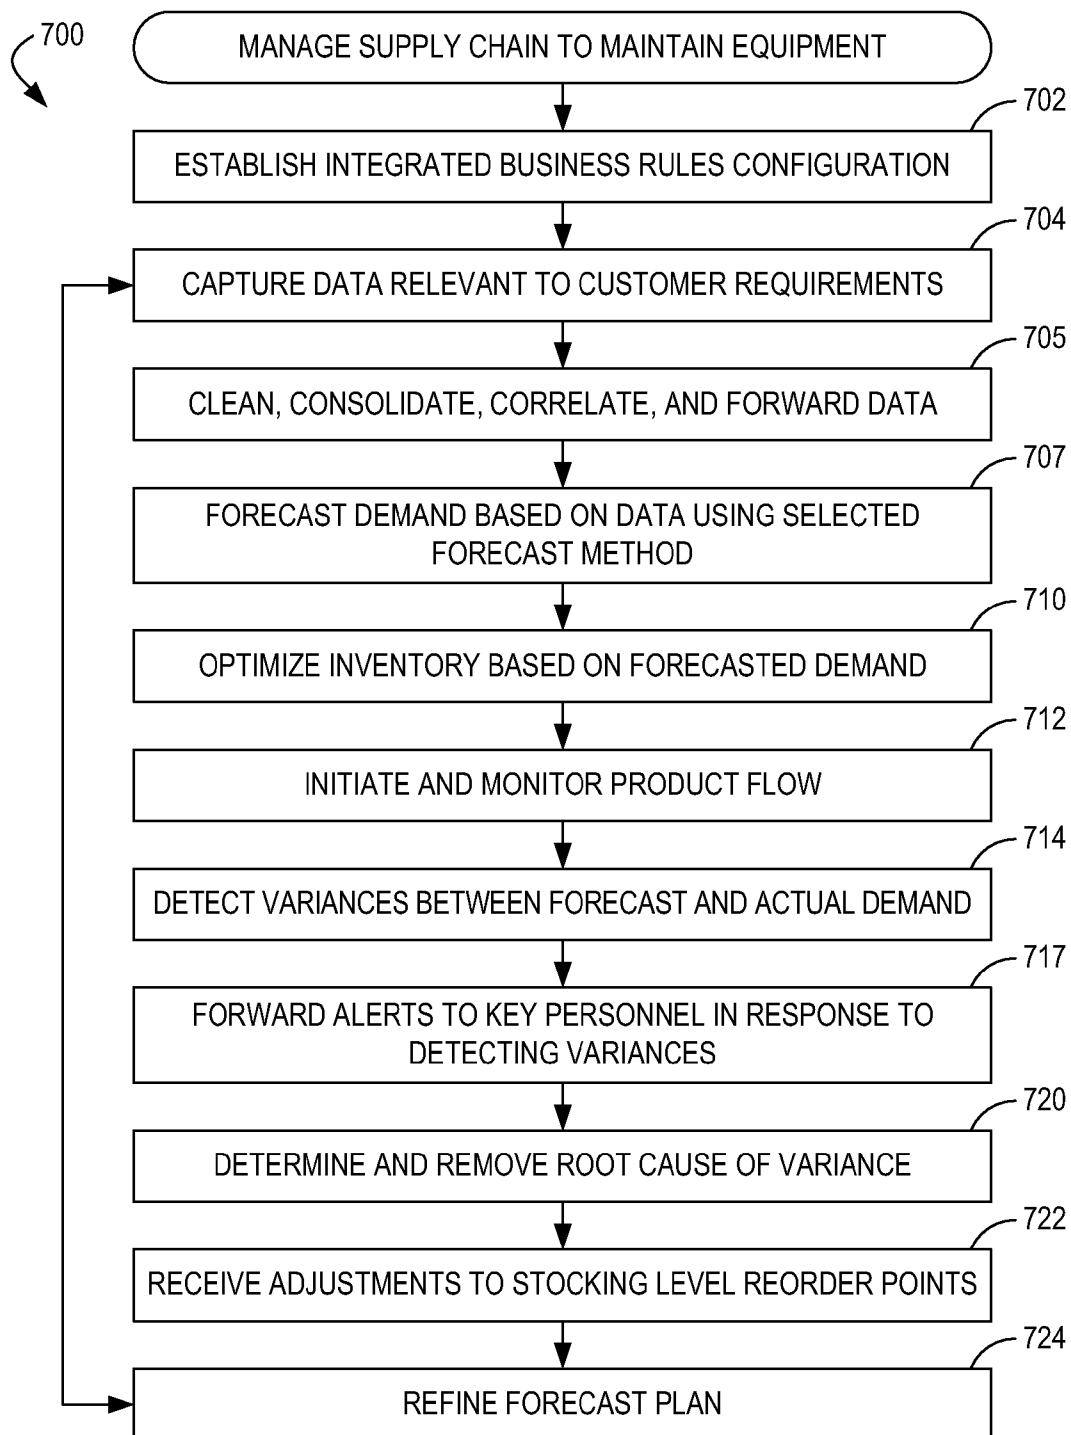 700
MANAGE SUPPLY CHAIN TO MAINTAIN EQUIPMENT
702
ESTABLISH INTEGRATED BUSINESS RULES CONFIGURATION
704
CAPTURE DATA RELEVANT TO CUSTOMER REQUIREMENTS
705
CLEAN, CONSOLIDATE, CORRELATE, AND FORWARD DATA
707
FORECAST DEMAND BASED ON DATA USING SELECTED
FORECAST METHOD
710
OPTIMIZE INVENTORY BASED ON FORECASTED DEMAND
712
INITIATE AND MONITOR PRODUCT FLOW
714
DETECT VARIANCES BETWEEN FORECAST AND ACTUAL DEMAND
717
FORWARD ALERTS TO KEY PERSONNEL IN RESPONSE TO
DETECTING VARIANCES
720
DETERMINE AND REMOVE ROOT CAUSE OF VARIANCE
722
RECEIVE ADJUSTMENTS TO STOCKING LEVEL REORDER POINTS
724
REFINE FORECAST PLAN